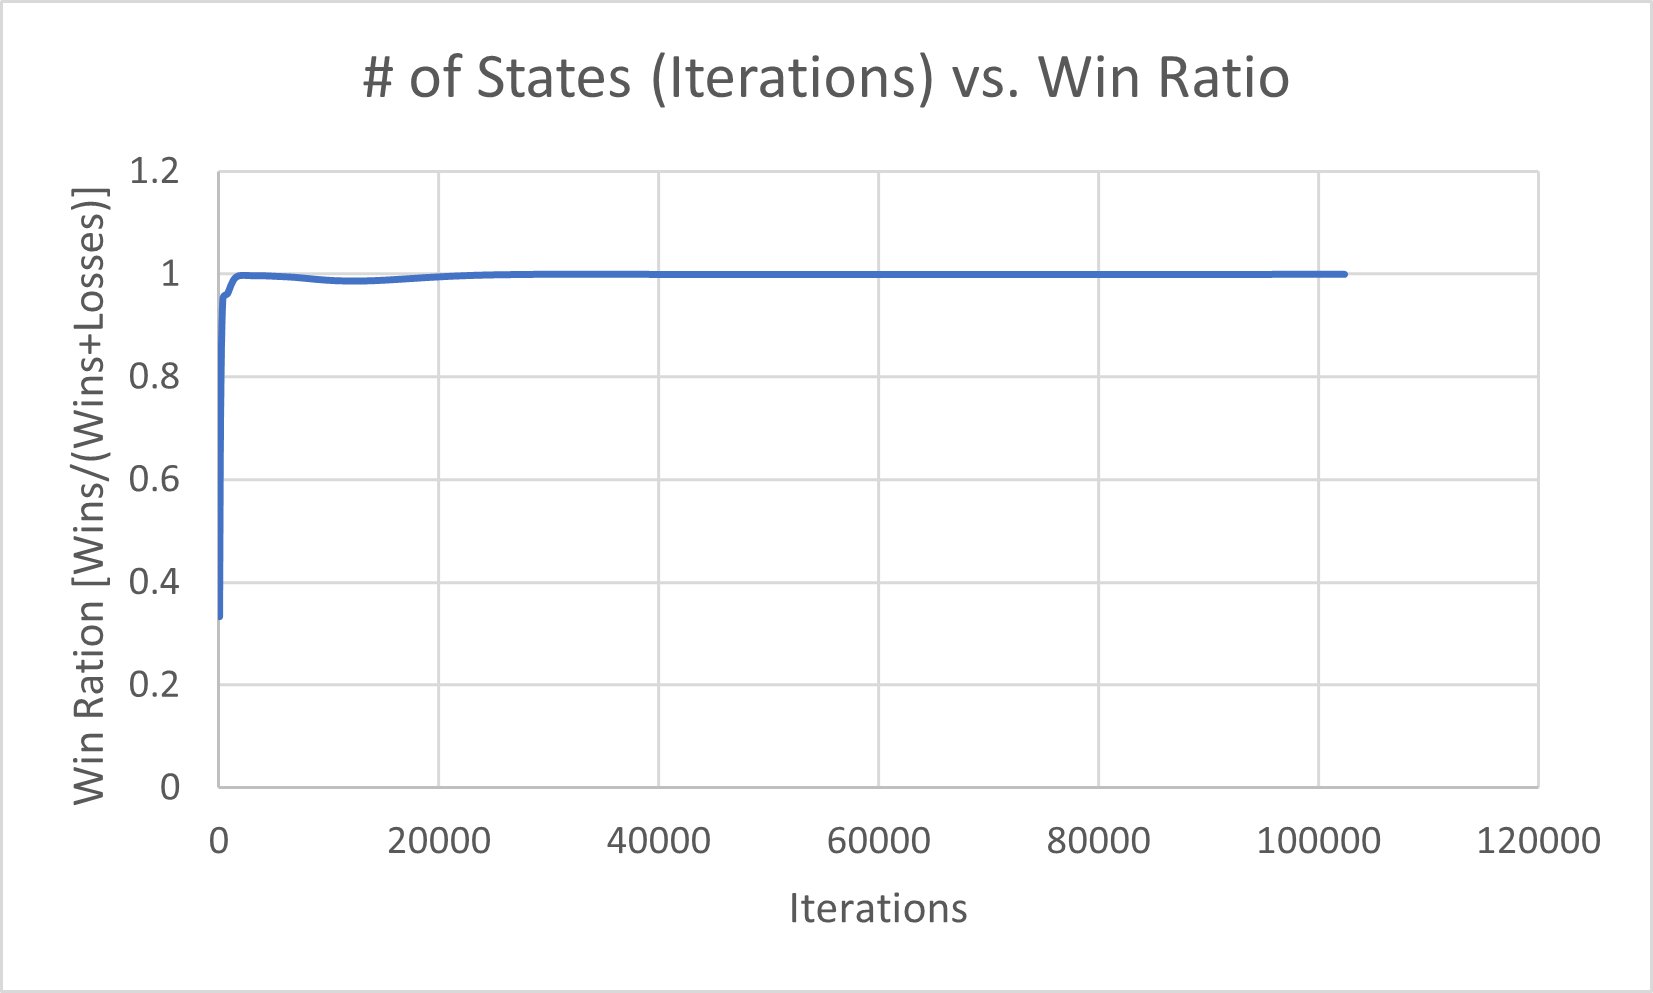 # of States (Iterations) vs. Win Ratio
Win Ration [Wins/(Wins+Losses)]
1.2
1
0.8
0.6
0.4
0.2
0
0 20000 40000 60000 80000 100000 120000
Iterations